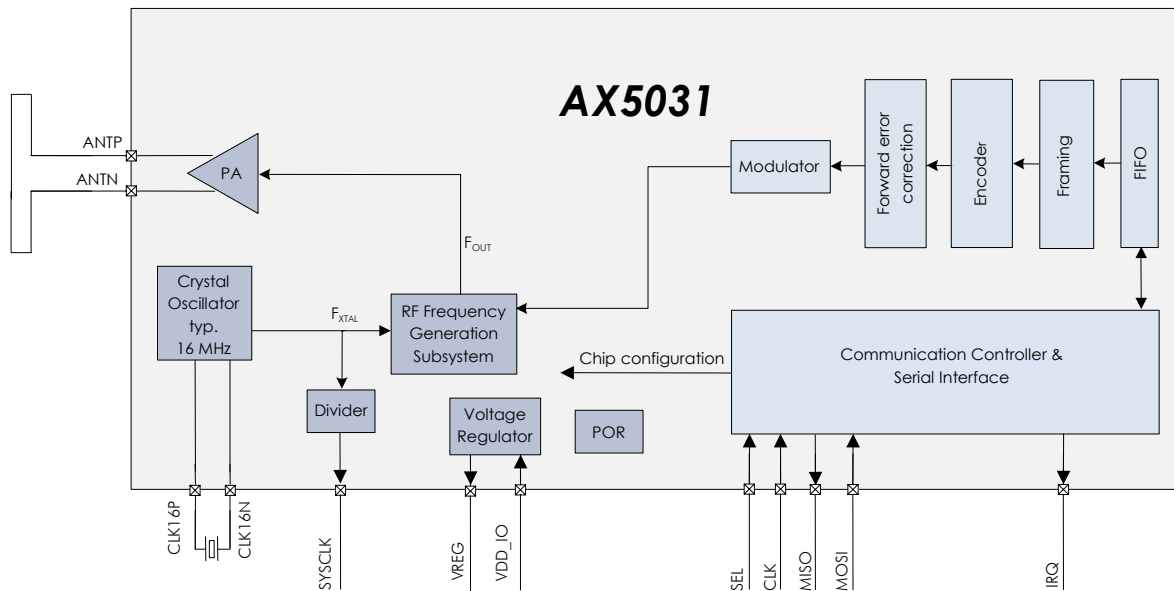 AX5031
ANTP
ANTN
PA
Modulator
Forward error
correction
Encoder
Framing
FIFO
F_OUT
Crystal
Oscillator
typ.
16 MHz
F_XTAL
RF Frequency
Generation
Subsystem
Chip configuration
Communication Controller &
Serial Interface
Divider
Voltage
Regulator
POR
CLK16P
CLK16N
SYSCLK
VREG
VDD_IO
SEL
CLK
MISO
MOSI
IRQ